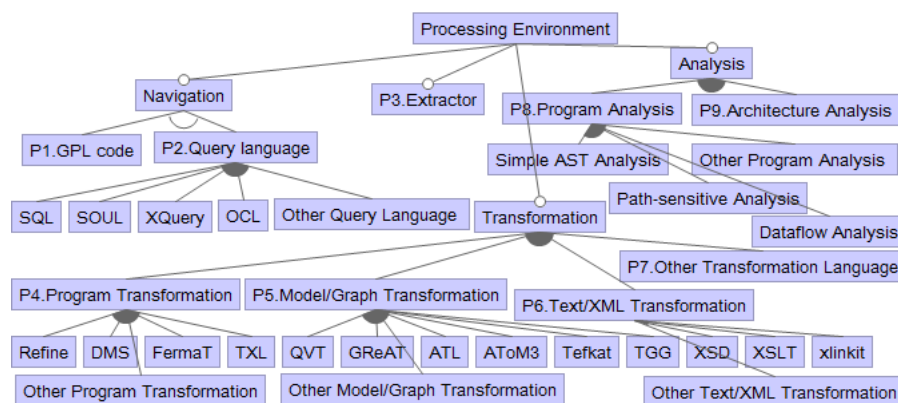 Processing Environment
Analysis
Navigation
P3.Extractor
P8.Program Analysis
P9.Architecture Analysis
P1.GPL code
P2.Query language
Simple AST Analysis
Other Program Analysis
Path-sensitive Analysis
SQL
SOUL
XQuery
OCL
Other Query Language
Transformation
Dataflow Analysis
P7.Other Transformation Language
P4.Program Transformation
P5.Model/Graph Transformation
P6.Text/XML Transformation
Refine
DMS
FermaT
TXL
QVT
GReAT
ATL
AToM3
Tefkat
TGG
XSD
XSLT
xlinkit
Other Program Transformation
Other Model/Graph Transformation
Other Text/XML Transformation